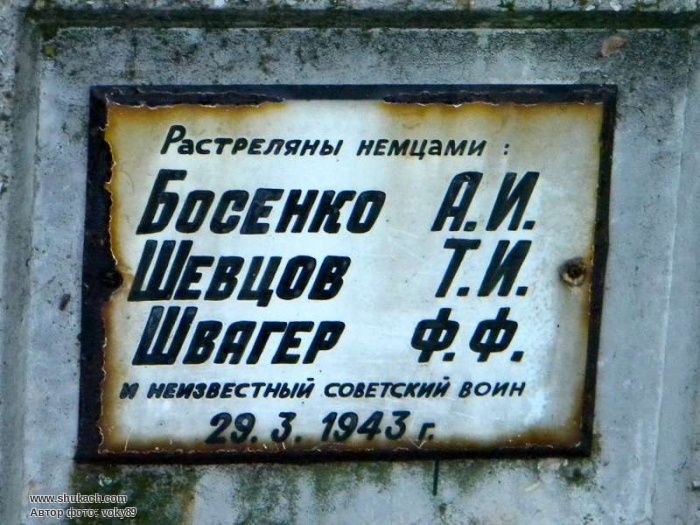 Растреляны немцами :
Босенко А.И.
Шевцов Т.И.
Швагер Ф.Ф.
и неизвестный советский воин
29. 3. 1943 г.
www.shukach.com
Автор фото: voky89